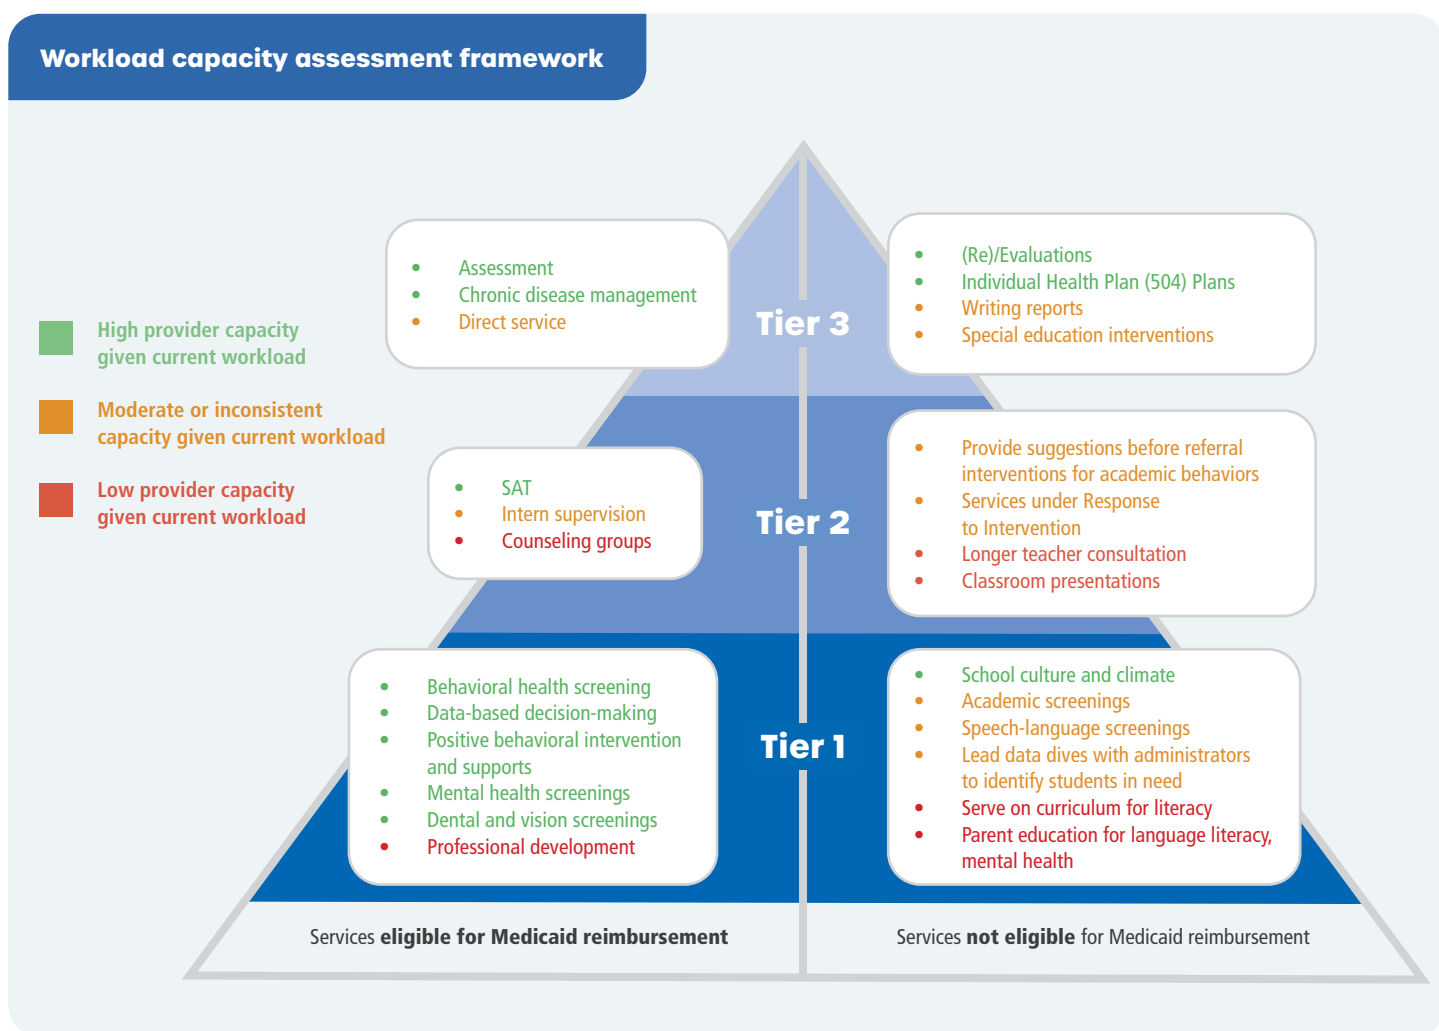 Workload capacity assessment framework
High provider capacity
given current workload
Moderate or inconsistent
capacity given current workload
Low provider capacity
given current workload
• Assessment
• Chronic disease management
• Direct service
Tier 3
• (Re)/Evaluations
• Individual Health Plan (504) Plans
• Writing reports
• Special education interventions
• SAT
• Intern supervision
• Counseling groups
Tier 2
• Provide suggestions before referral
interventions for academic behaviors
• Services under Response
to Intervention
• Longer teacher consultation
• Classroom presentations
• Behavioral health screening
• Data-based decision-making
• Positive behavioral intervention
and supports
• Mental health screenings
• Dental and vision screenings
• Professional development
Tier 1
• School culture and climate
• Academic screenings
• Speech-language screenings
• Lead data dives with administrators
to identify students in need
• Serve on curriculum for literacy
• Parent education for language literacy,
mental health
Services eligible for Medicaid reimbursement
Services not eligible for Medicaid reimbursement